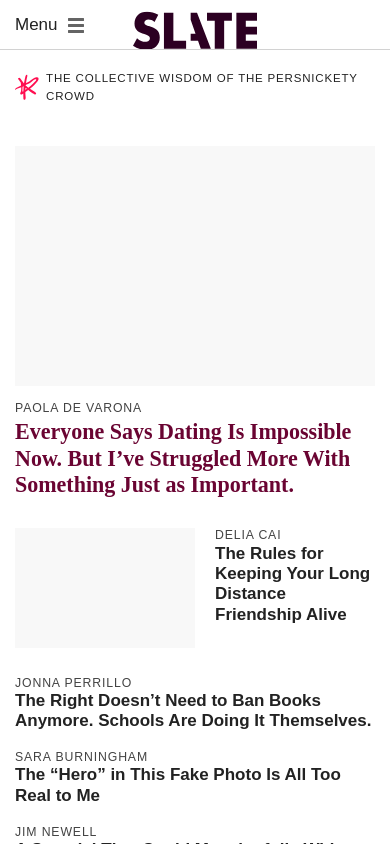 Menu
SLATE
THE COLLECTIVE WISDOM OF THE PERSNICKETY
CROWD
PAOLA DE VARONA
Everyone Says Dating Is Impossible
Now. But I’ve Struggled More With
Something Just as Important.
DELIA CAI
The Rules for
Keeping Your Long
Distance
Friendship Alive
JONNA PERRILLO
The Right Doesn’t Need to Ban Books
Anymore. Schools Are Doing It Themselves.
SARA BURNINGHAM
The “Hero” in This Fake Photo Is All Too
Real to Me
JIM NEWELL